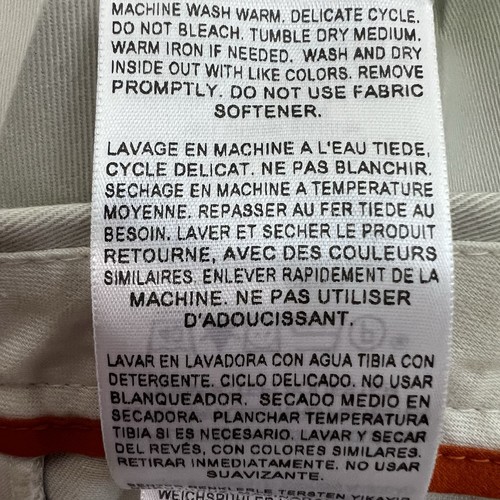 MACHINE WASH WARM, DELICATE CYCLE.
DO NOT BLEACH. TUMBLE DRY MEDIUM.
WARM IRON IF NEEDED. WASH AND DRY
INSIDE OUT WITH LIKE COLORS. REMOVE
PROMPTLY. DO NOT USE FABRIC
SOFTENER.
LAVAGE EN MACHINE A L'EAU TIEDE,
CYCLE DELICAT. NE PAS BLANCHIR.
SECHAGE EN MACHINE A TEMPERATURE
MOYENNE. REPASSER AU FER TIEDE AU
BESOIN. LAVER ET SECHER LE PRODUIT
RETOURNE, AVEC DES COULEURS
SIMILAIRES. ENLEVER RAPIDEMENT DE LA
MACHINE. NE PAS UTILISER
D'ADOUCISSANT.
LAVAR EN LAVADORA CON AGUA TIBIA CON
DETERGENTE. CICLO DELICADO. NO USAR
BLANQUEADOR. SECADO MEDIO EN
SECADORA. PLANCHAR TEMPERATURA
TIBIA SI ES NECESARIO. LAVAR Y SECAR
DEL REVÉS, CON COLORES SIMILARES.
RETIRAR INMEDIATAMENTE. NO USAR
SUAVIZANTE.